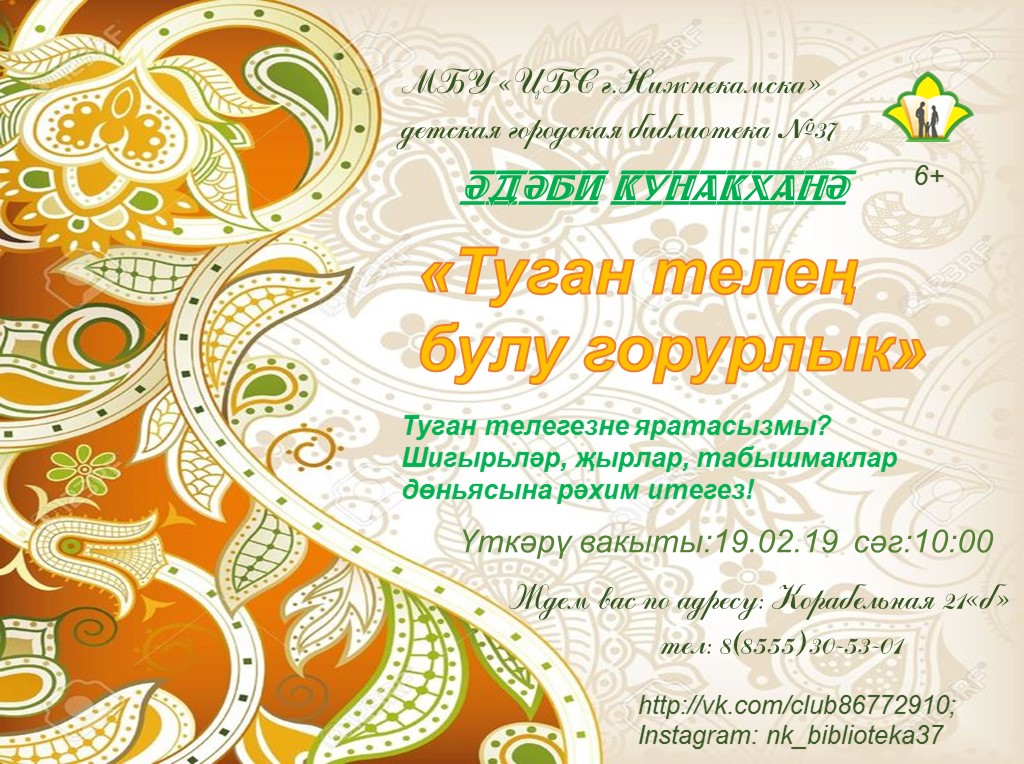 МБУ «ЦБС г.Нижнекамска»
детская городская библиотека №37
6+
ӘДӘБИ КУНАКХАНӘ
«Туган телең
булу горурлык»
Туган телегезне яратасызмы?
Шигырьләр, җырлар, табышмаклар
дөньясына рәхим итегез!
Үткәрү вакыты:19.02.19 сәг:10:00
Ждем вас по адресу: Корабельная 21«б»
тел: 8(8555)30-53-01
http://vk.com/club86772910;
Instagram: nk_biblioteka37